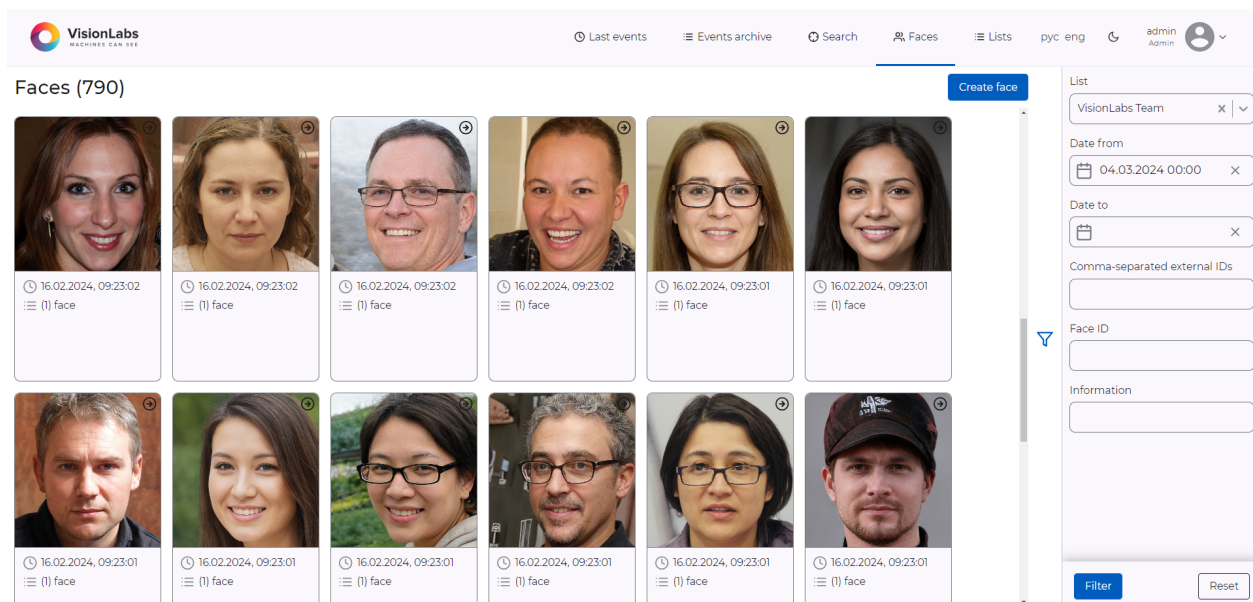 VisionLabs
MACHINES CAN SEE
Last events
Events archive
Search
Faces
Lists
рус eng
admin
Admin
Faces (790)
Create face
16.02.2024, 09:23:02
(1) face
16.02.2024, 09:23:02
(1) face
16.02.2024, 09:23:02
(1) face
16.02.2024, 09:23:02
(1) face
16.02.2024, 09:23:01
(1) face
16.02.2024, 09:23:01
(1) face
16.02.2024, 09:23:01
(1) face
16.02.2024, 09:23:01
(1) face
16.02.2024, 09:23:01
(1) face
16.02.2024, 09:23:01
(1) face
16.02.2024, 09:23:01
(1) face
16.02.2024, 09:23:01
(1) face
List
VisionLabs Team
Date from
04.03.2024 00:00
Date to
Comma-separated external IDs
Face ID
Information
Filter
Reset